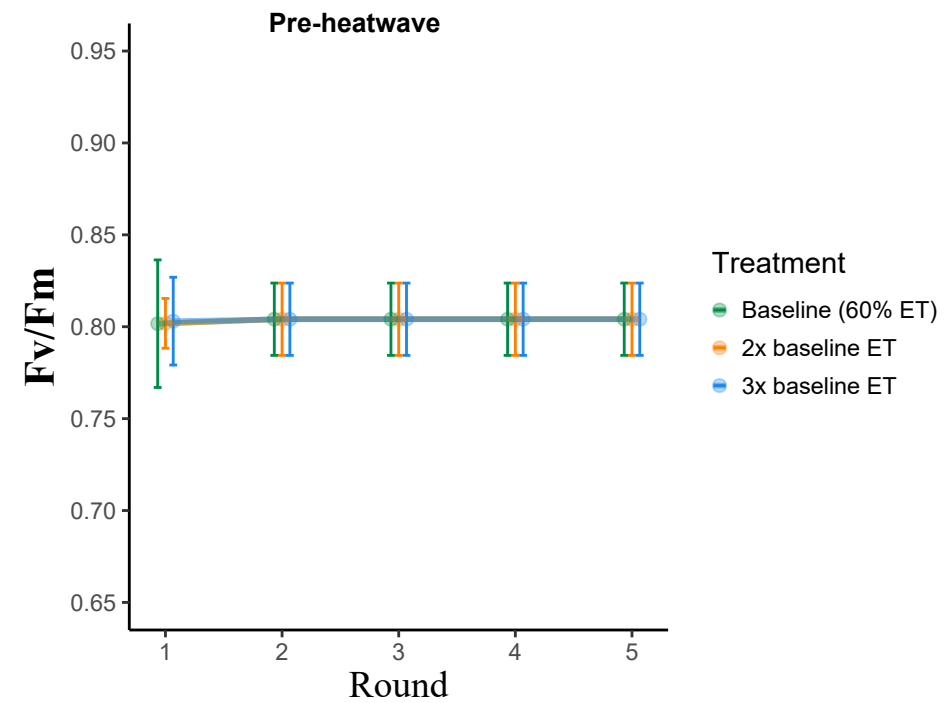 Pre-heatwave
0.95
0.90
0.85
0.80
0.75
0.70
0.65
Fv/Fm
1 2 3 4 5
Round
Treatment
Baseline (60% ET)
2x baseline ET
3x baseline ET